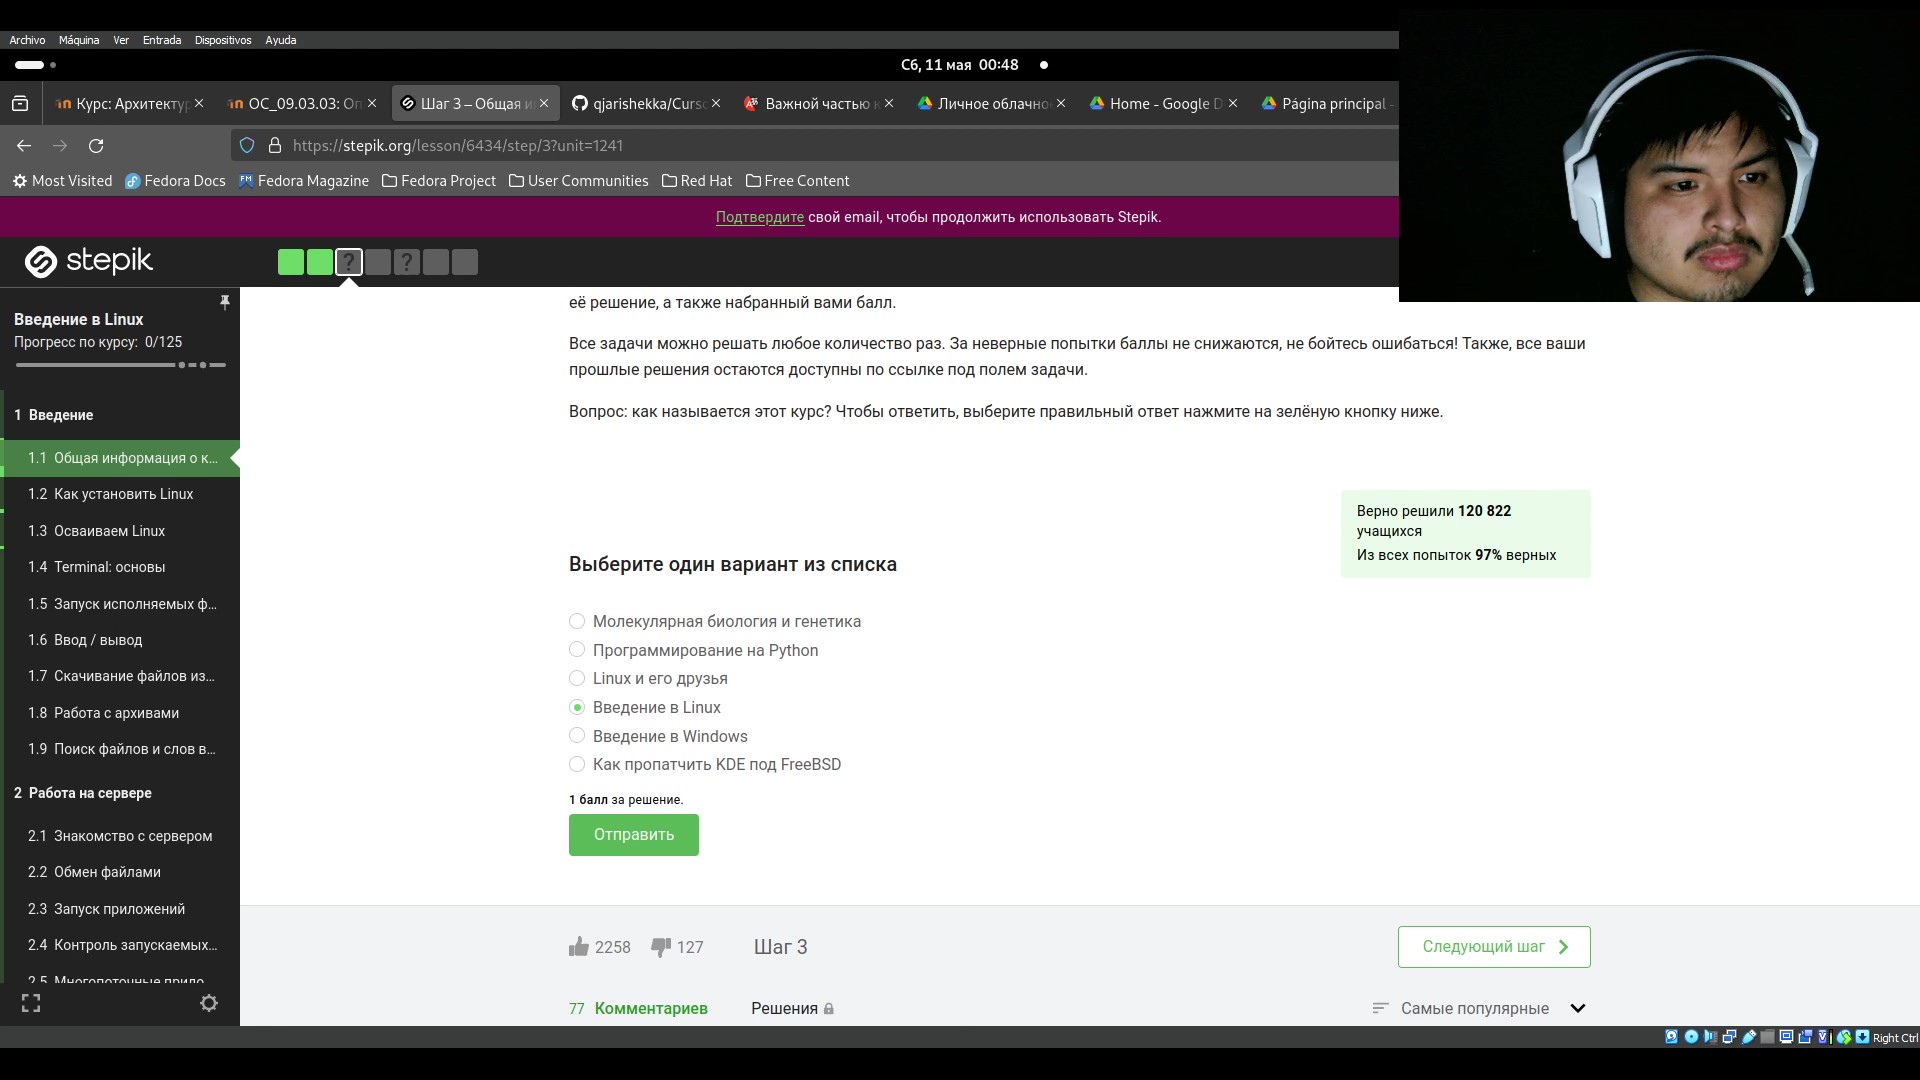 Archivo Máquina Ver Entrada Dispositivos Ayuda
Сб, 11 мая 00:48
Курс: Архитектур
ОС_09.03.03: Оп
Шаг 3 – Общая и
qjarishekka/Curso
Важной частью к
Личное облачно
Home - Google D
Página principal -
https://stepik.org/lesson/6434/step/3?unit=1241
Most Visited Fedora Docs Fedora Magazine Fedora Project User Communities Red Hat Free Content
Подтвердите свой email, чтобы продолжить использовать Stepik.
stepik
? ?
Введение в Linux
Прогресс по курсу: 0/125
1 Введение
1.1 Общая информация о к...
1.2 Как установить Linux
1.3 Осваиваем Linux
1.4 Terminal: основы
1.5 Запуск исполняемых ф...
1.6 Ввод / вывод
1.7 Скачивание файлов из...
1.8 Работа с архивами
1.9 Поиск файлов и слов в...
2 Работа на сервере
2.1 Знакомство с сервером
2.2 Обмен файлами
2.3 Запуск приложений
2.4 Контроль запускаемых...
2.5 Многопоточные прило...
её решение, а также набранный вами балл.
Все задачи можно решать любое количество раз. За неверные попытки баллы не снижаются, не бойтесь ошибаться! Также, все ваши
прошлые решения остаются доступны по ссылке под полем задачи.
Вопрос: как называется этот курс? Чтобы ответить, выберите правильный ответ нажмите на зелёную кнопку ниже.
Верно решили 120 822
учащихся
Из всех попыток 97% верных
Выберите один вариант из списка
Молекулярная биология и генетика
Программирование на Python
Linux и его друзья
Введение в Linux
Введение в Windows
Как пропатчить KDE под FreeBSD
1 балл за решение.
Отправить
2258 127 Шаг 3
Следующий шаг
77 Комментариев Решения
Самые популярные
Right Ctrl